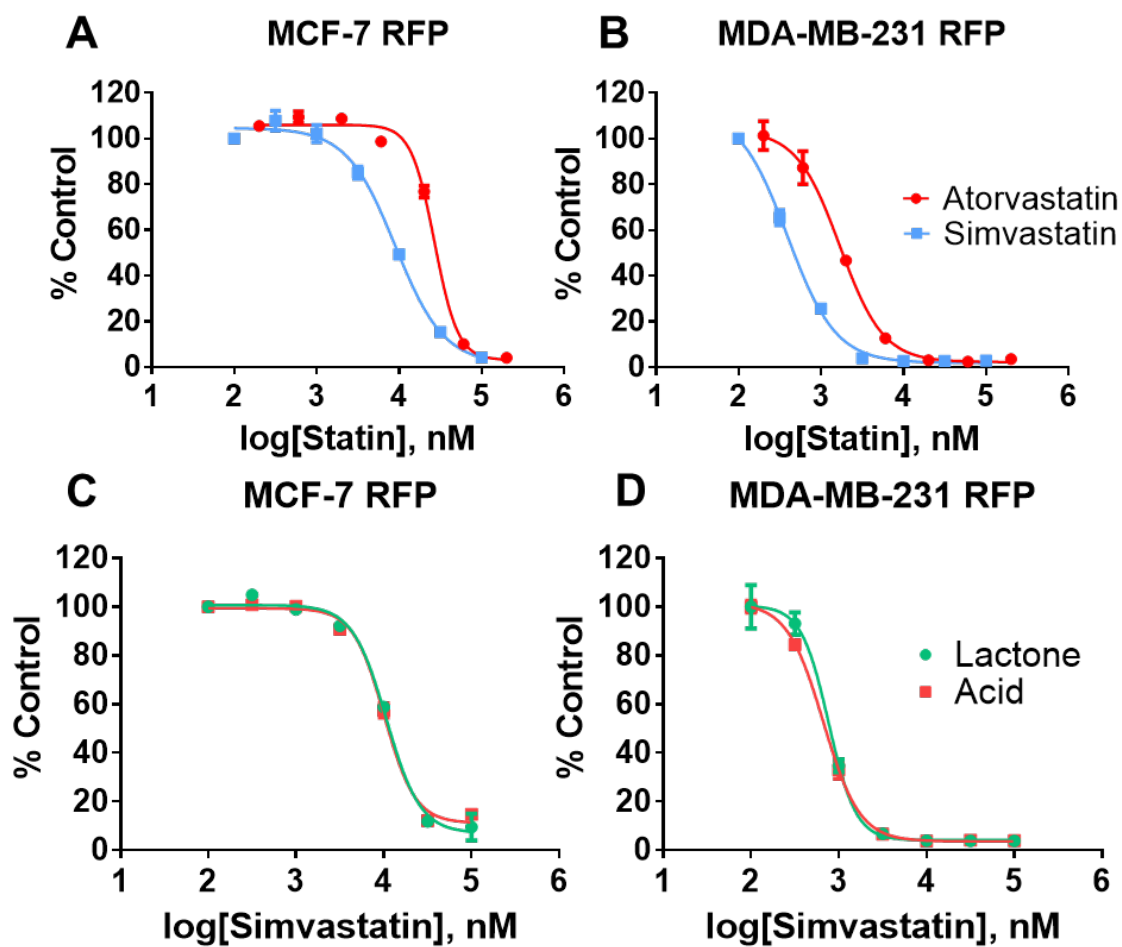 A MCF-7 RFP
B MDA-MB-231 RFP
% Control
120
100
80
60
40
20
0
1 2 3 4 5 6
log[Statin], nM
% Control
120
100
80
60
40
20
0
1 2 3 4 5 6
log[Statin], nM
Atorvastatin
Simvastatin
C MCF-7 RFP
D MDA-MB-231 RFP
% Control
120
100
80
60
40
20
0
1 2 3 4 5 6
log[Simvastatin], nM
% Control
120
100
80
60
40
20
0
1 2 3 4 5 6
log[Simvastatin], nM
Lactone
Acid